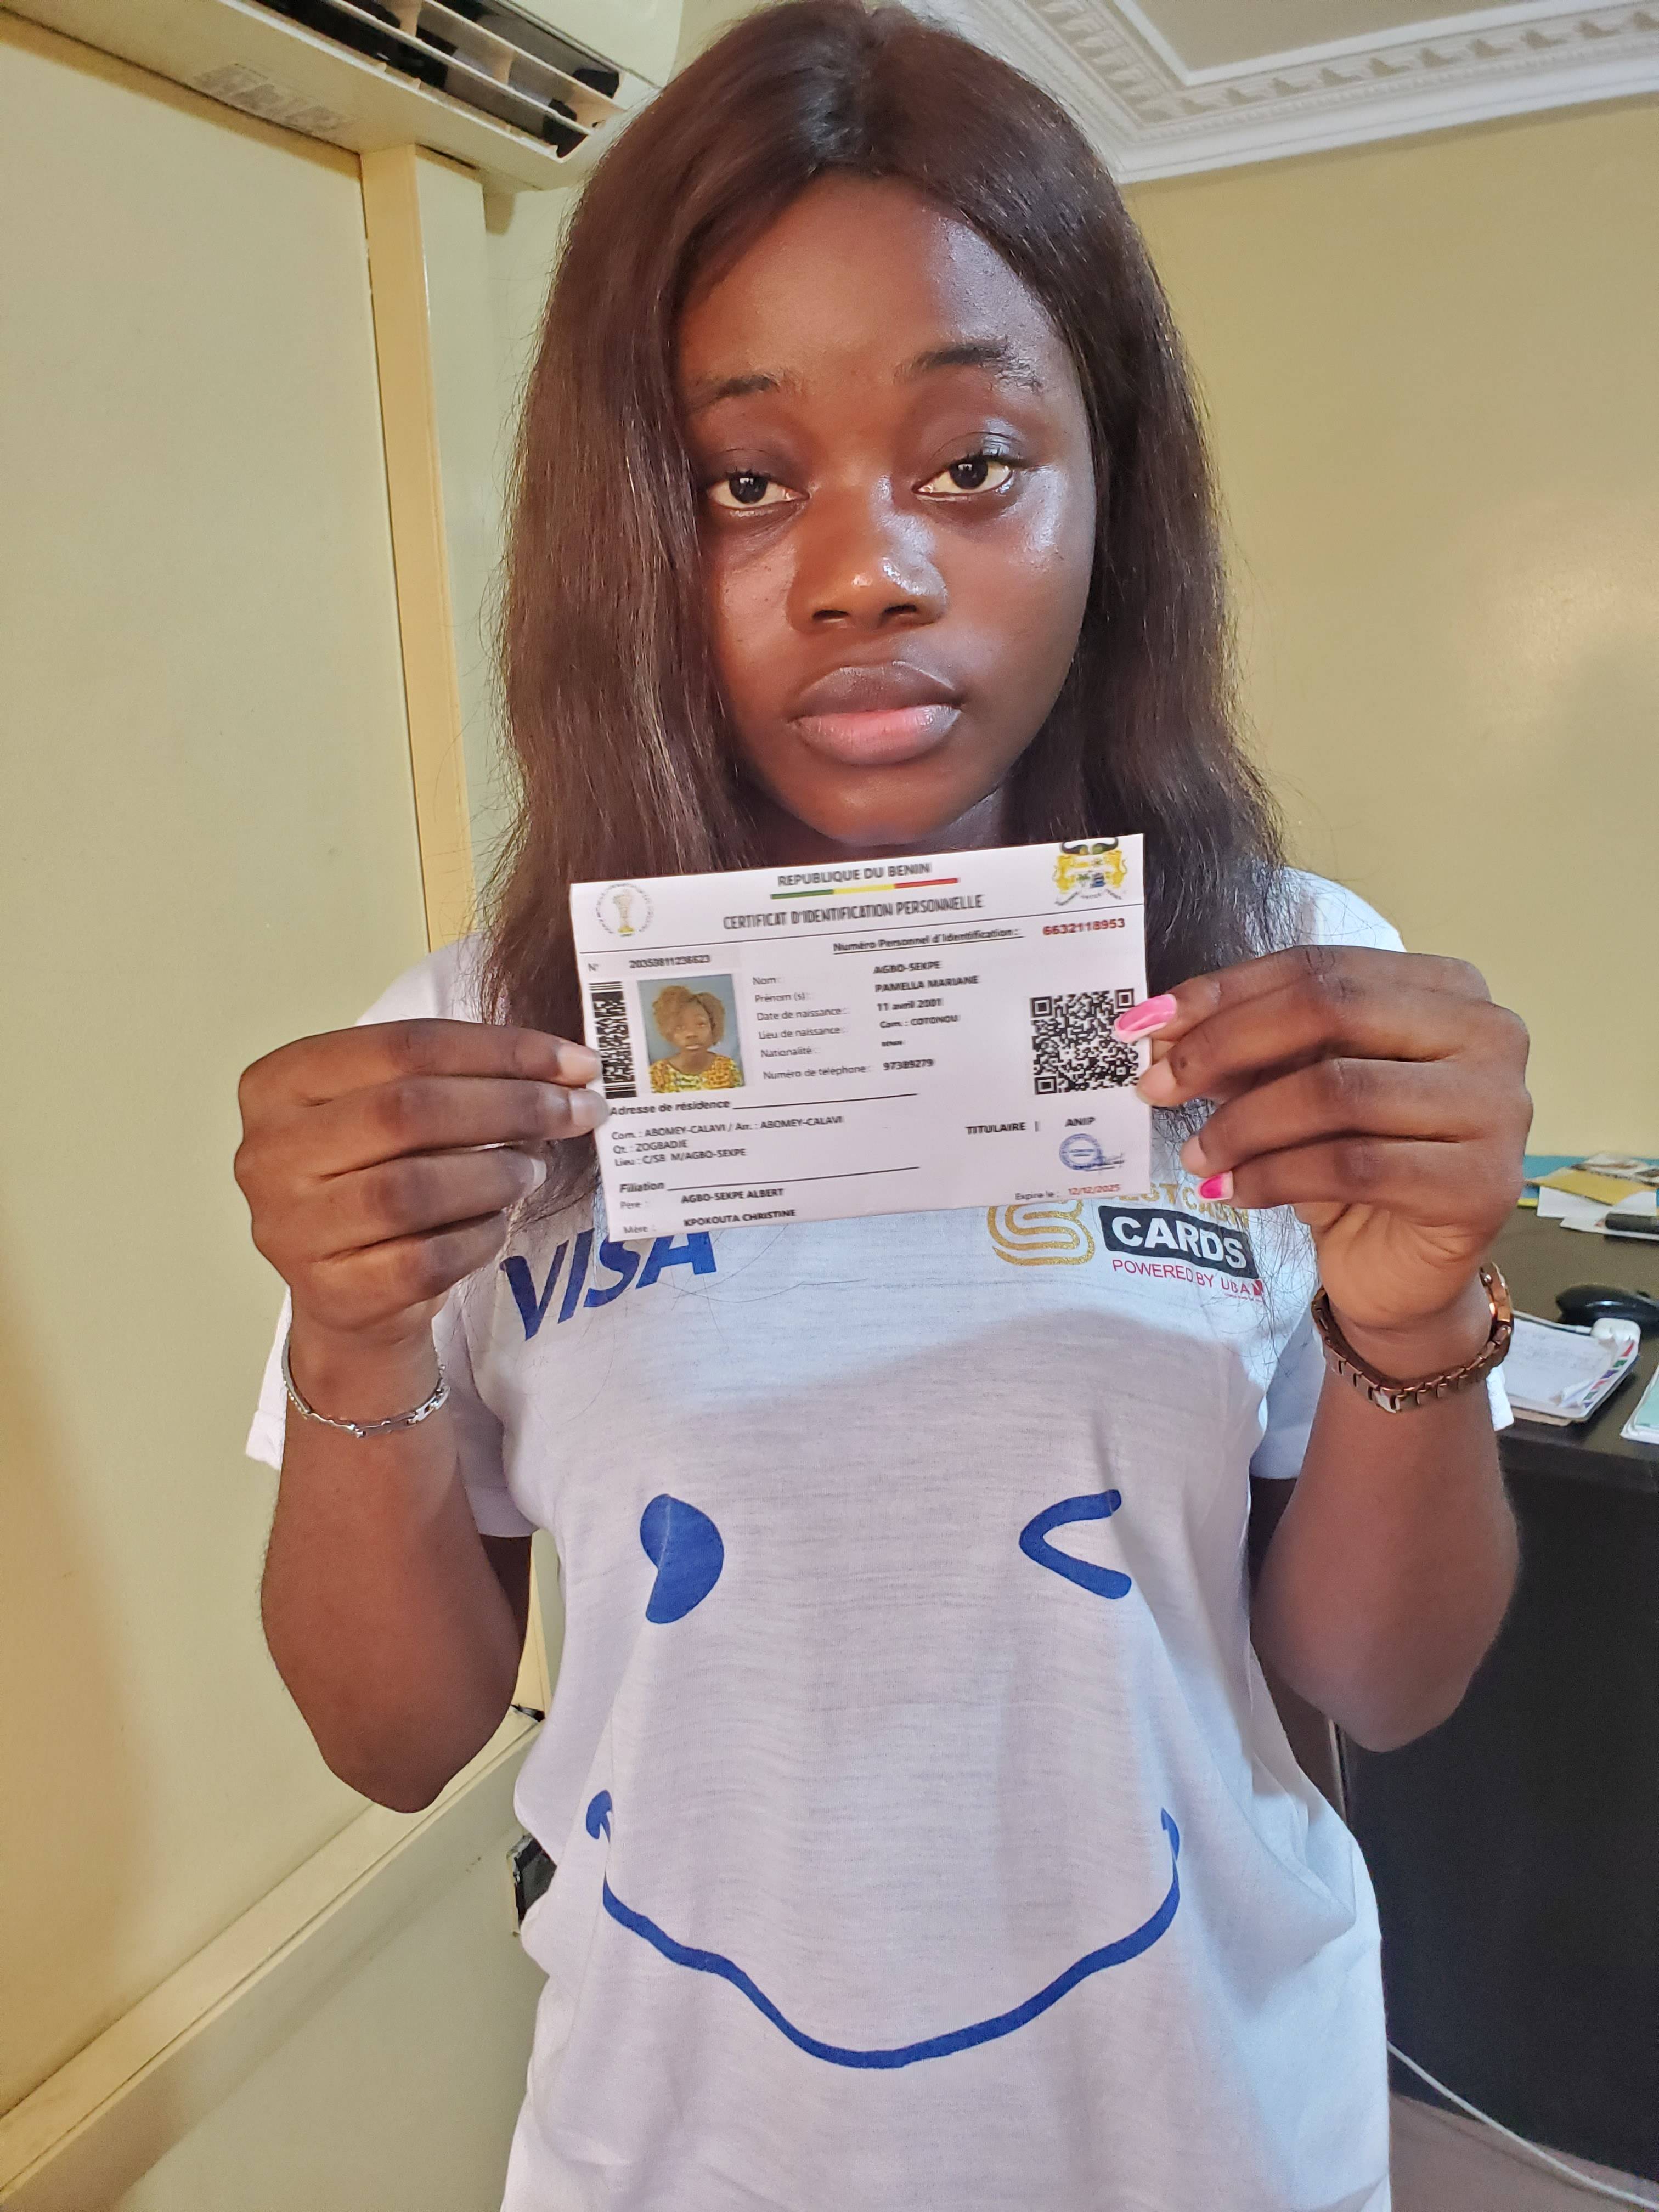 REPUBLIQUE DU BENIN
CERTIFICAT D'IDENTIFICATION PERSONNELLE
Numéro Personnel d'Identification : 6632118953
N° 20359811236623
Nom : AGBO-SEKPE
Prénom (s) : PAMELLA MARIANE
Date de naissance : 11 avril 2001
Lieu de naissance : Com. : COTONOU
Nationalité : BENIN
Numéro de téléphone : 97389279
Adresse de résidence
Com. : ABOMEY-CALAVI / Arr. : ABOMEY-CALAVI
Qt. : ZOGBADJE
Lieu : C/SB M/AGBO-SEKPE
TITULAIRE | ANIP
Filiation
Père : AGBO-SEKPE ALBERT
Mère : KPOKOUTA CHRISTINE
Expire le : 12/12/2025
VISA
CARDS
POWERED BY UBA